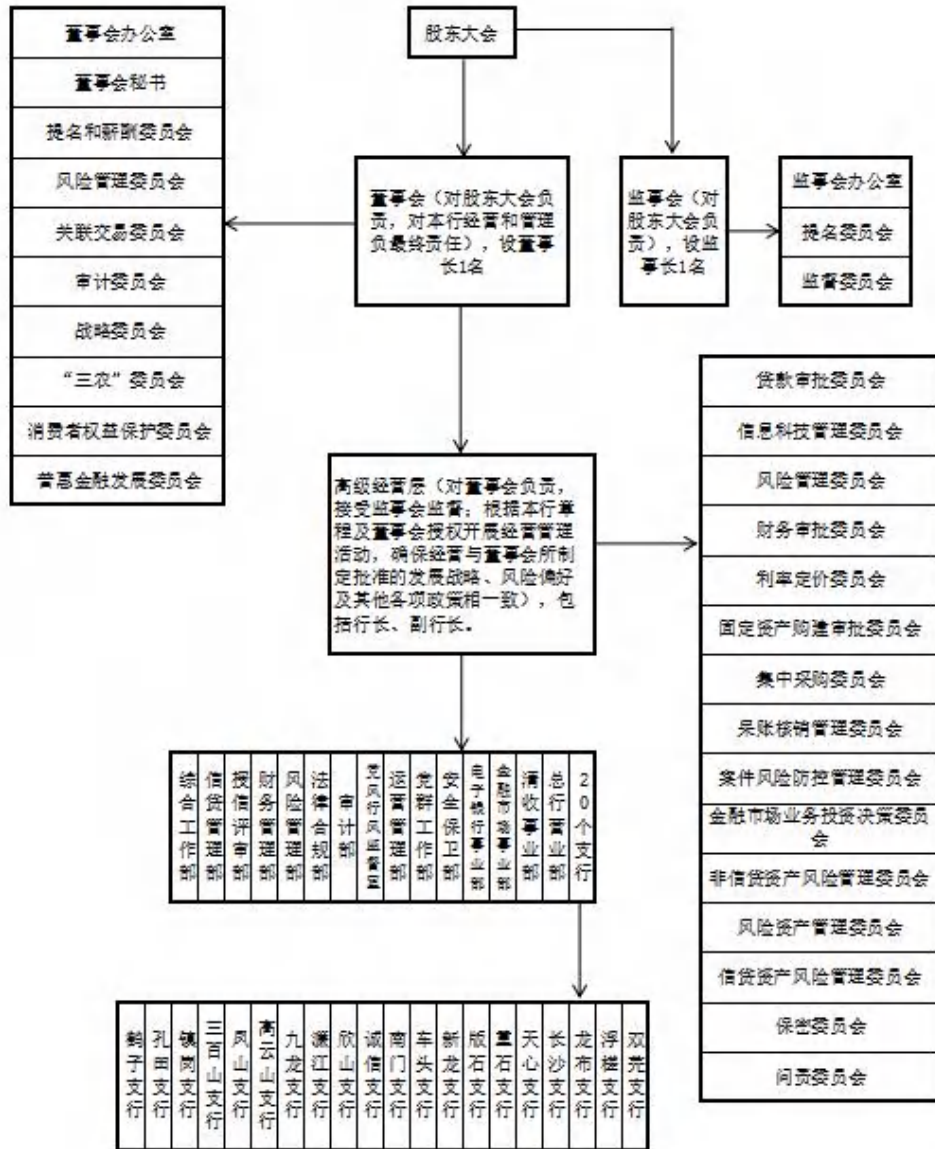 股东大会
董事会办公室
董事会秘书
提名和薪酬委员会
风险管理委员会
关联交易委员会
审计委员会
战略委员会
“三农”委员会
消费者权益保护委员会
普惠金融发展委员会
董事会（对股东大会负
责，对本行经营和管理
负最终责任），设董事
长1名
监事会（对
股东大会负
责），设监
事长1名
监事会办公室
提名委员会
监督委员会
高级经营层（对董事会负责，
接受监事会监督；根据本行章
程及董事会授权开展经营管理
活动，确保经营与董事会所制
定批准的发展战略、风险偏好
及其他各项政策相一致），包
括行长、副行长。
贷款审批委员会
信息科技管理委员会
风险管理委员会
财务审批委员会
利率定价委员会
固定资产购建审批委员会
集中采购委员会
呆账核销管理委员会
案件风险防控管理委员会
金融市场业务投资决策委员
会
非信贷资产风险管理委员会
风险资产管理委员会
信贷资产风险管理委员会
保密委员会
问责委员会
综合工作部
信贷管理部
授信评审部
财务管理部
风险管理部
法律合规部
审计部
党风行风监督室
运营管理部
党群工作部
安全保卫部
电子银行事业部
金融市场事业部
清收事业部
总行营业部
20个支行
鹤子支行
孔田支行
镇岗支行
三百山支行
凤山支行
高云山支行
九龙支行
濂江支行
欣山支行
诚信支行
南门支行
车头支行
新龙支行
版石支行
重石支行
天心支行
长沙支行
龙布支行
浮槎支行
双芫支行